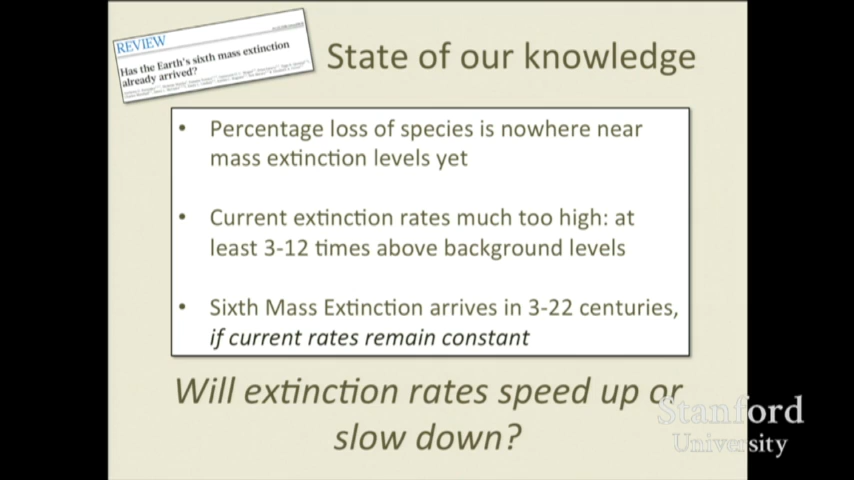 REVIEW
Has the Earth's sixth mass extinction
already arrived?
State of our knowledge
• Percentage loss of species is nowhere near
mass extinction levels yet
• Current extinction rates much too high: at
least 3-12 times above background levels
• Sixth Mass Extinction arrives in 3-22 centuries,
if current rates remain constant
Will extinction rates speed up or
slow down?
Stanford
University